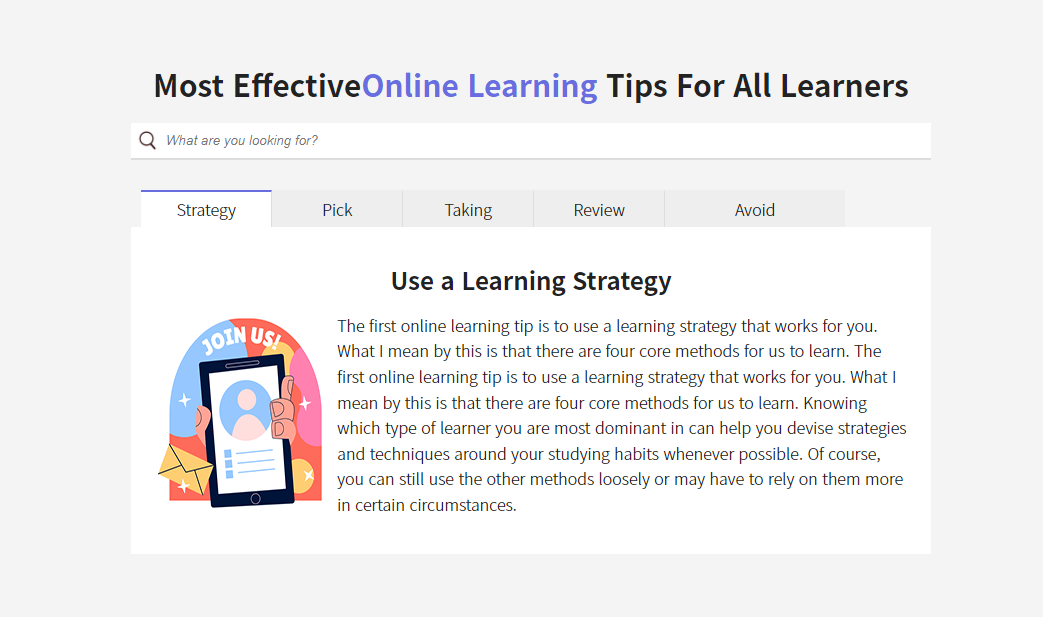 Most EffectiveOnline Learning Tips For All Learners
What are you looking for?
Strategy Pick Taking Review Avoid
Use a Learning Strategy
JOIN US!
The first online learning tip is to use a learning strategy that works for you.
What I mean by this is that there are four core methods for us to learn. The
first online learning tip is to use a learning strategy that works for you. What I
mean by this is that there are four core methods for us to learn. Knowing
which type of learner you are most dominant in can help you devise strategies
and techniques around your studying habits whenever possible. Of course,
you can still use the other methods loosely or may have to rely on them more
in certain circumstances.